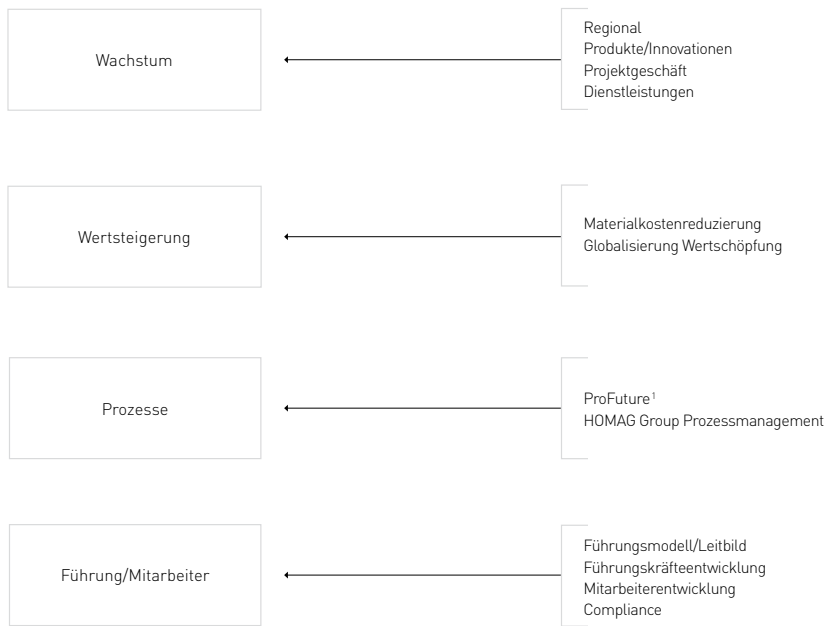 Wachstum
Regional
Produkte/Innovationen
Projektgeschäft
Dienstleistungen
Wertsteigerung
Materialkostenreduzierung
Globalisierung Wertschöpfung
Prozesse
ProFuture¹
HOMAG Group Prozessmanagement
Führung/Mitarbeiter
Führungsmodell/Leitbild
Führungskräfteentwicklung
Mitarbeiterentwicklung
Compliance